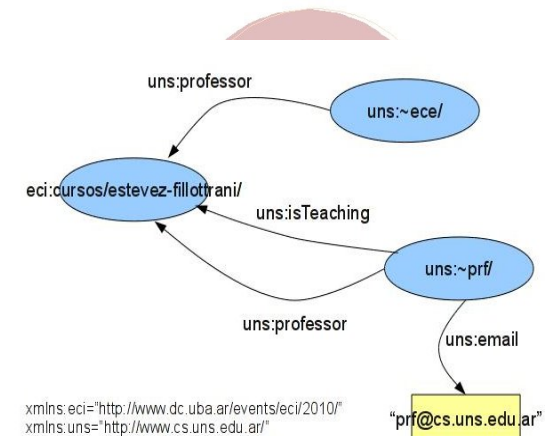 uns:professor
uns:~ece/
eci:cursos/estevez-fillottrani/
uns:isTeaching
uns:~prf/
uns:professor
uns:email
xmlns:eci="http://www.dc.uba.ar/events/eci/2010/"
xmlns:uns="http://www.cs.uns.edu.ar/"
“prf@cs.uns.edu.ar”